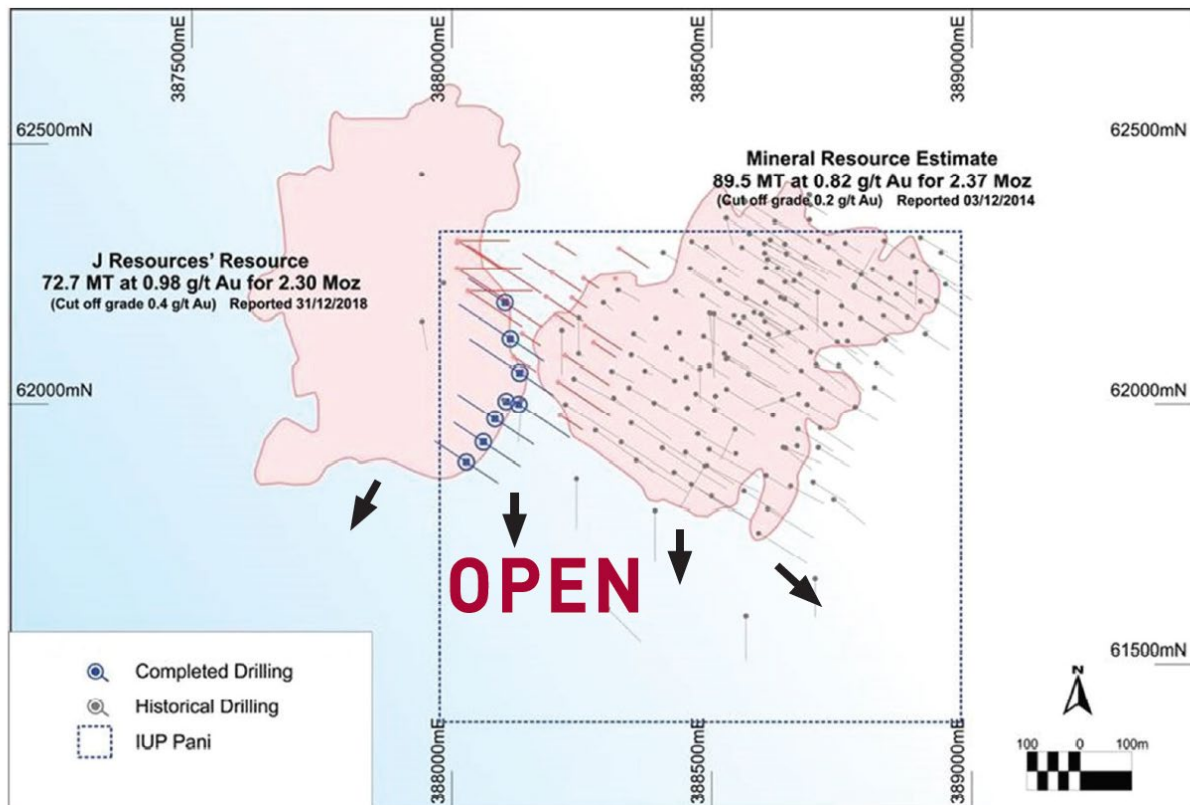 387500mE
388000mE
388500mE
389000mE
62500mN
62500mN
Mineral Resource Estimate
89.5 MT at 0.82 g/t Au for 2.37 Moz
(Cut off grade 0.2 g/t Au) Reported 03/12/2014
J Resources' Resource
72.7 MT at 0.98 g/t Au for 2.30 Moz
(Cut off grade 0.4 g/t Au) Reported 31/12/2018
62000mN
62000mN
OPEN
61500mN
Completed Drilling
Historical Drilling
IUP Pani
N
100 0 100m
388000mE
388500mE
389000mE